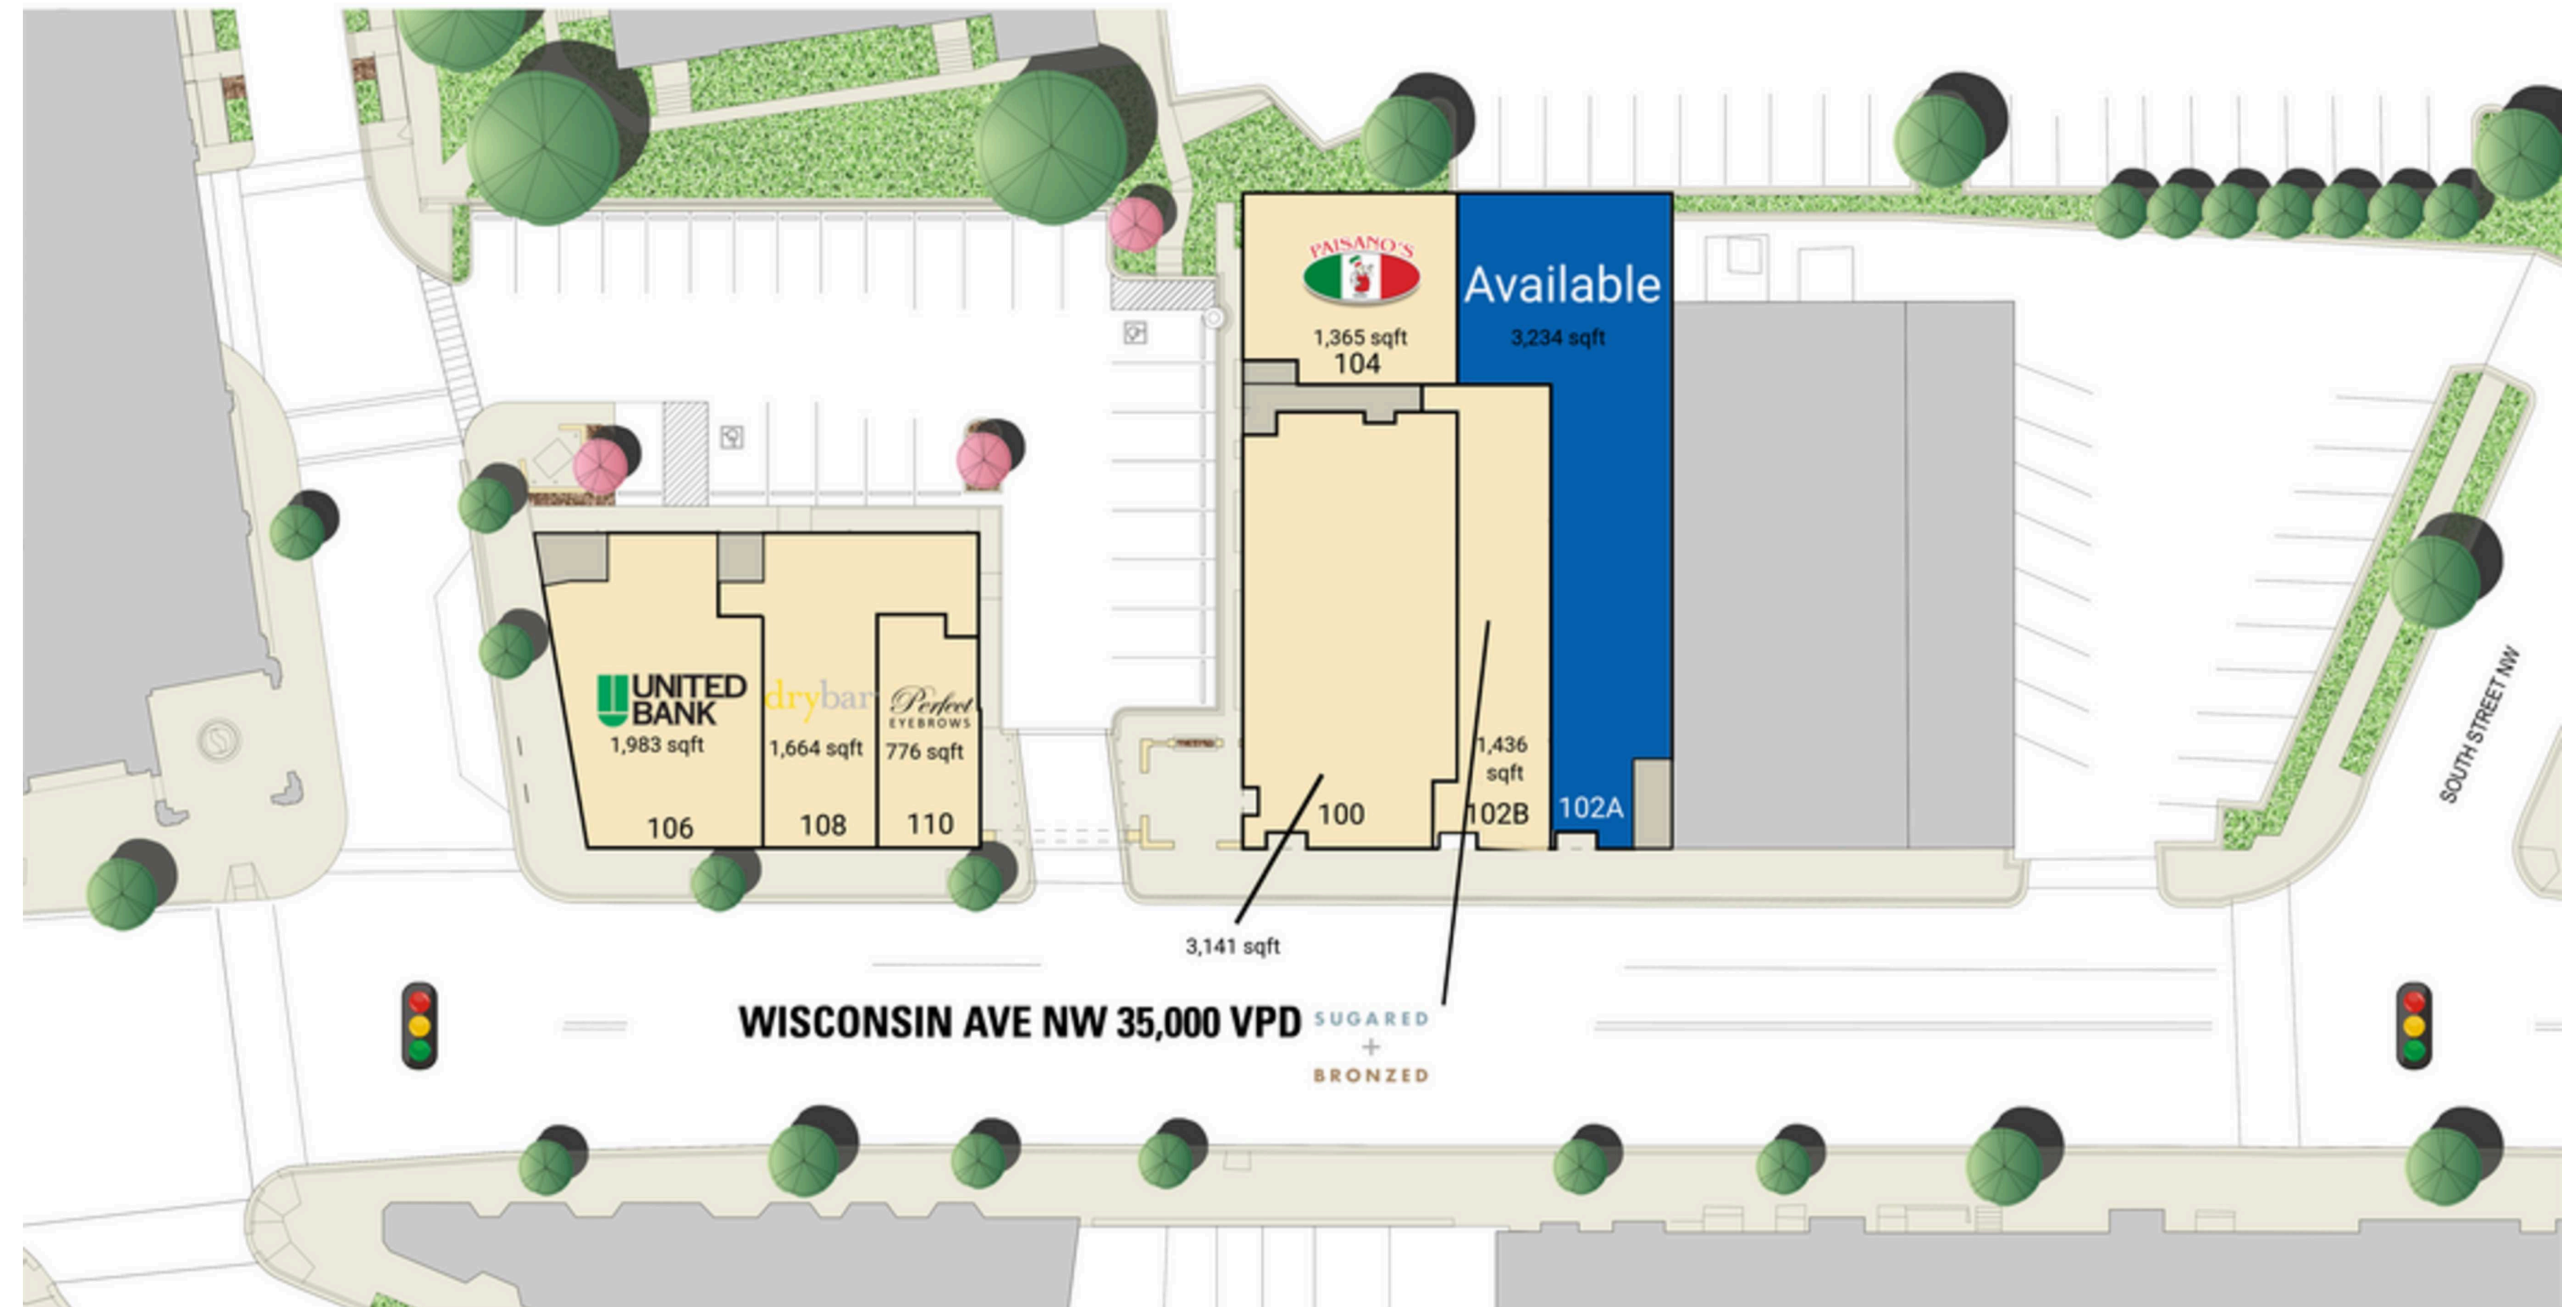 PAISANO'S
1,365 sqft
104
Available
3,234 sqft
UNITED
BANK
1,983 sqft
106
drybar
1,664 sqft
108
Perfect
EYEBROWS
776 sqft
110
100
3,141 sqft
1,436
sqft
102B
102A
SOUTH STREET NW
WISCONSIN AVE NW 35,000 VPD
SUGARED
+
BRONZED